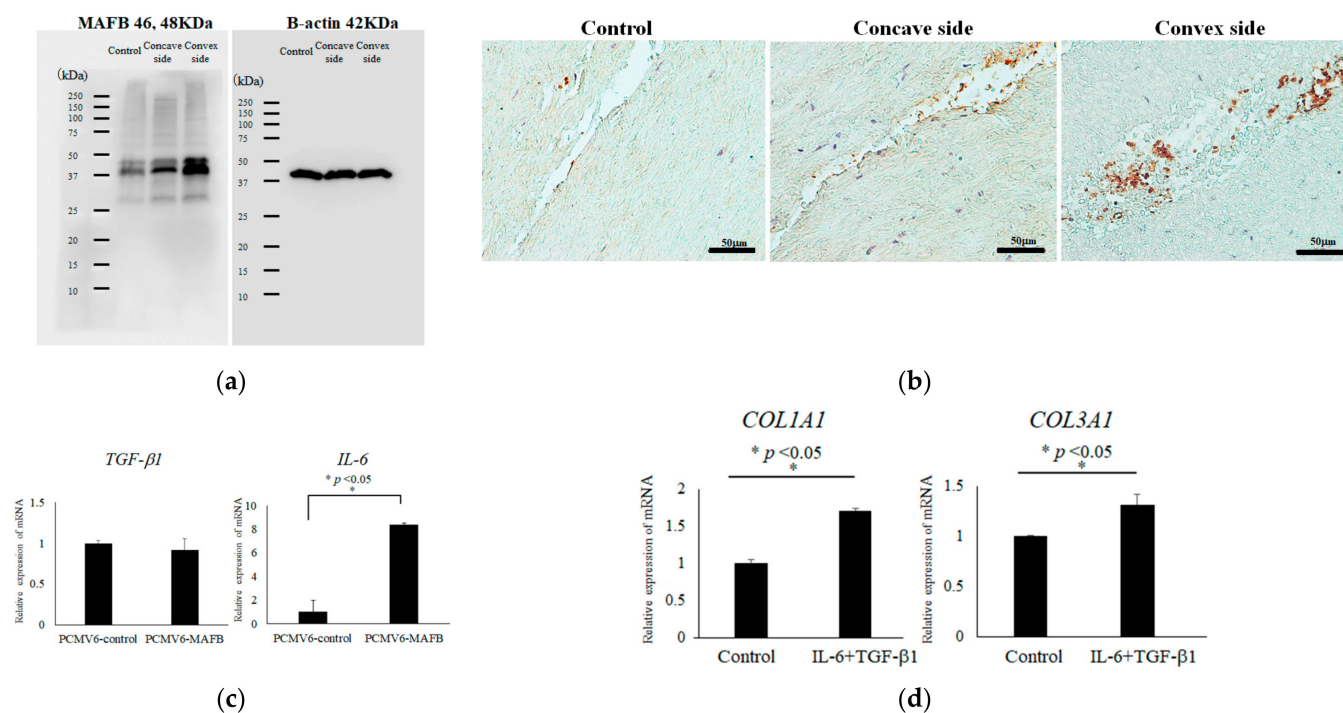 MAFB 46, 48KDa
Control
Concave side
Convex side
(kDa)
250
150
100
75
50
37
25
20
15
10
B-actin 42KDa
Control
Concave side
Convex side
(kDa)
250
150
100
75
50
37
25
20
15
10
(a)
Control
50μm
Concave side
50μm
Convex side
50μm
(b)
TGF-β1
Relative expression of mRNA
1.5
1
0.5
0
PCMV6-control PCMV6-MAFB
IL-6
* p <0.05
*
Relative expression of mRNA
10
8
6
4
2
0
PCMV6-control PCMV6-MAFB
(c)
COL1A1
* p <0.05
*
Relative expression of mRNA
2
1.5
1
0.5
0
Control IL-6+TGF-β1
COL3A1
* p <0.05
*
Relative expression of mRNA
1.5
1
0.5
0
Control IL-6+TGF-β1
(d)